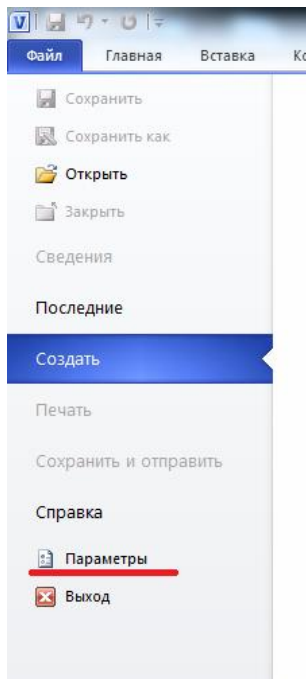 V
Файл Главная Вставка
Сохранить
Сохранить как
Открыть
Закрыть
Сведения
Последние
Создать
Печать
Сохранить и отправить
Справка
Параметры
Выход